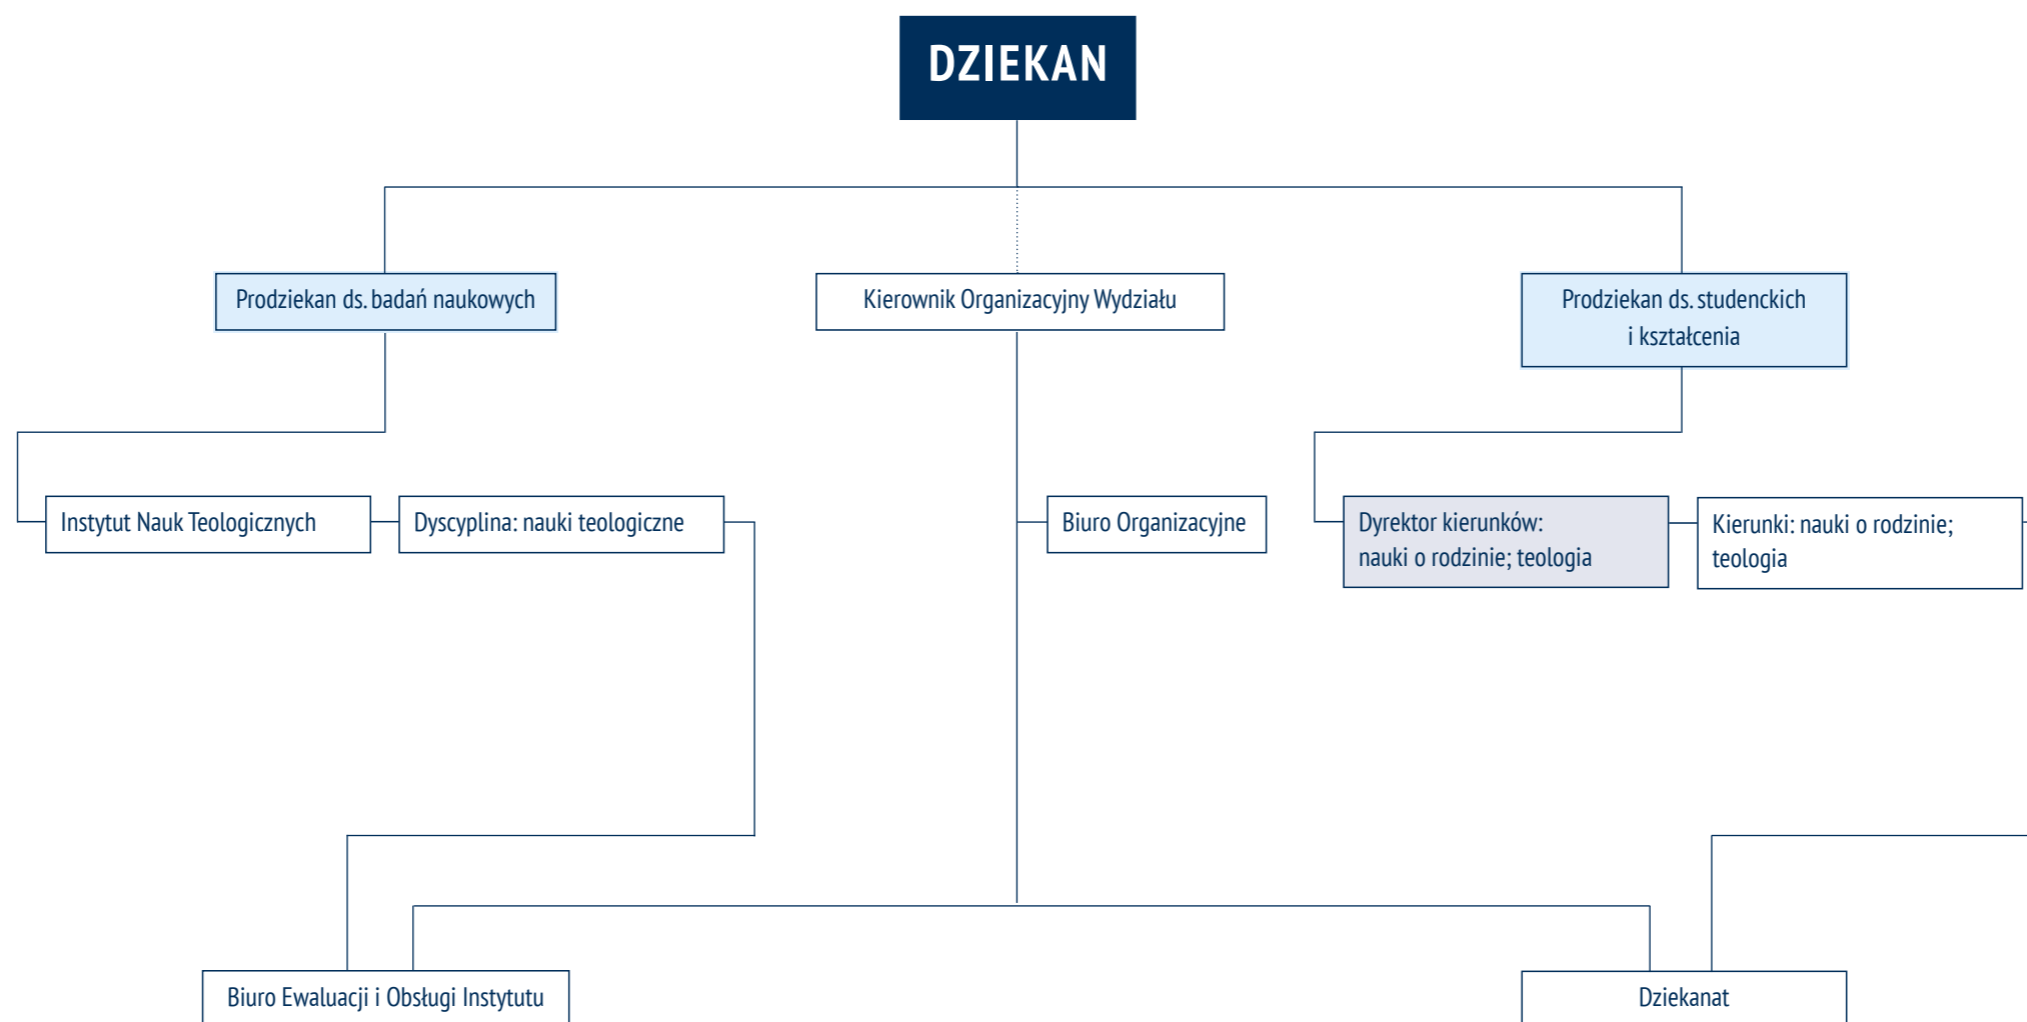 DZIEKAN
Prodziekan ds. badań naukowych
Kierownik Organizacyjny Wydziału
Prodziekan ds. studenckich
i kształcenia
Instytut Nauk Teologicznych
Dyscyplina: nauki teologiczne
Biuro Organizacyjne
Dyrektor kierunków:
nauki o rodzinie; teologia
Kierunki: nauki o rodzinie;
teologia
Biuro Ewaluacji i Obsługi Instytutu
Dziekanat